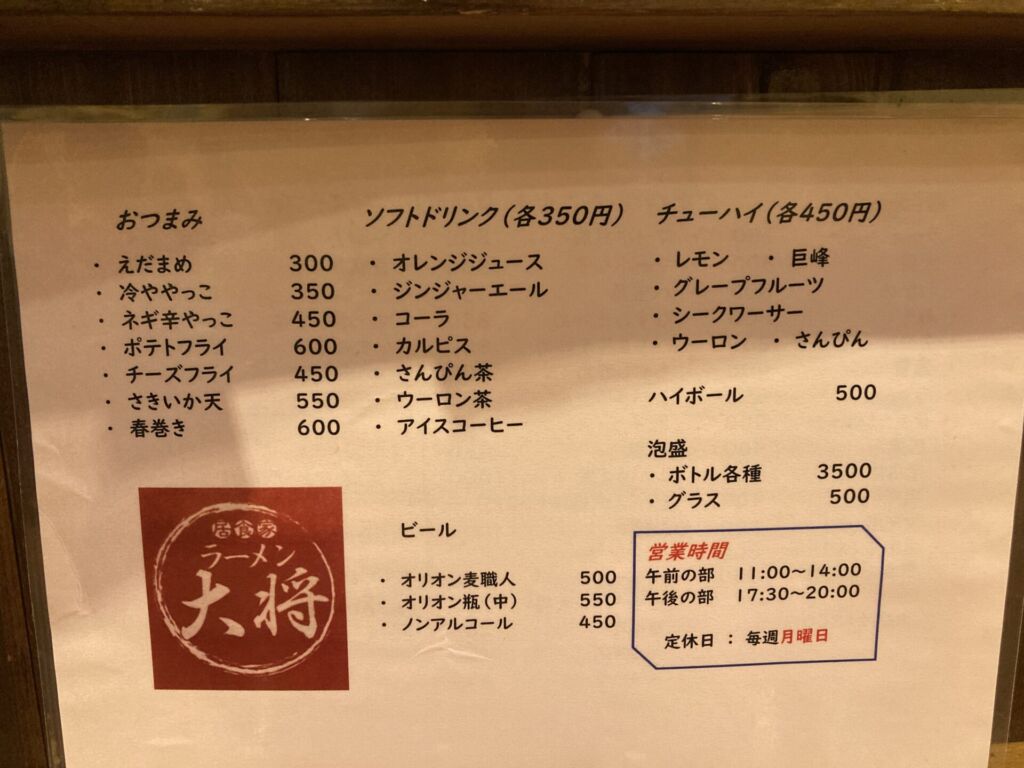 おつまみ
・ えだまめ 300
・ 冷ややっこ 350
・ ネギ辛やっこ 450
・ ポテトフライ 600
・ チーズフライ 450
・ さきいか天 550
・ 春巻き 600
居食家
ラーメン
大将
ソフトドリンク(各350円)
・ オレンジジュース
・ ジンジャーエール
・ コーラ
・ カルピス
・ さんぴん茶
・ ウーロン茶
・ アイスコーヒー
ビール
・ オリオン麦職人 500
・ オリオン瓶(中) 550
・ ノンアルコール 450
チューハイ(各450円)
・ レモン ・ 巨峰
・ グレープフルーツ
・ シークワーサー
・ ウーロン ・ さんぴん
ハイボール 500
泡盛
・ ボトル各種 3500
・ グラス 500
営業時間
午前の部 11:00～14:00
午後の部 17:30～20:00
定休日 : 毎週月曜日